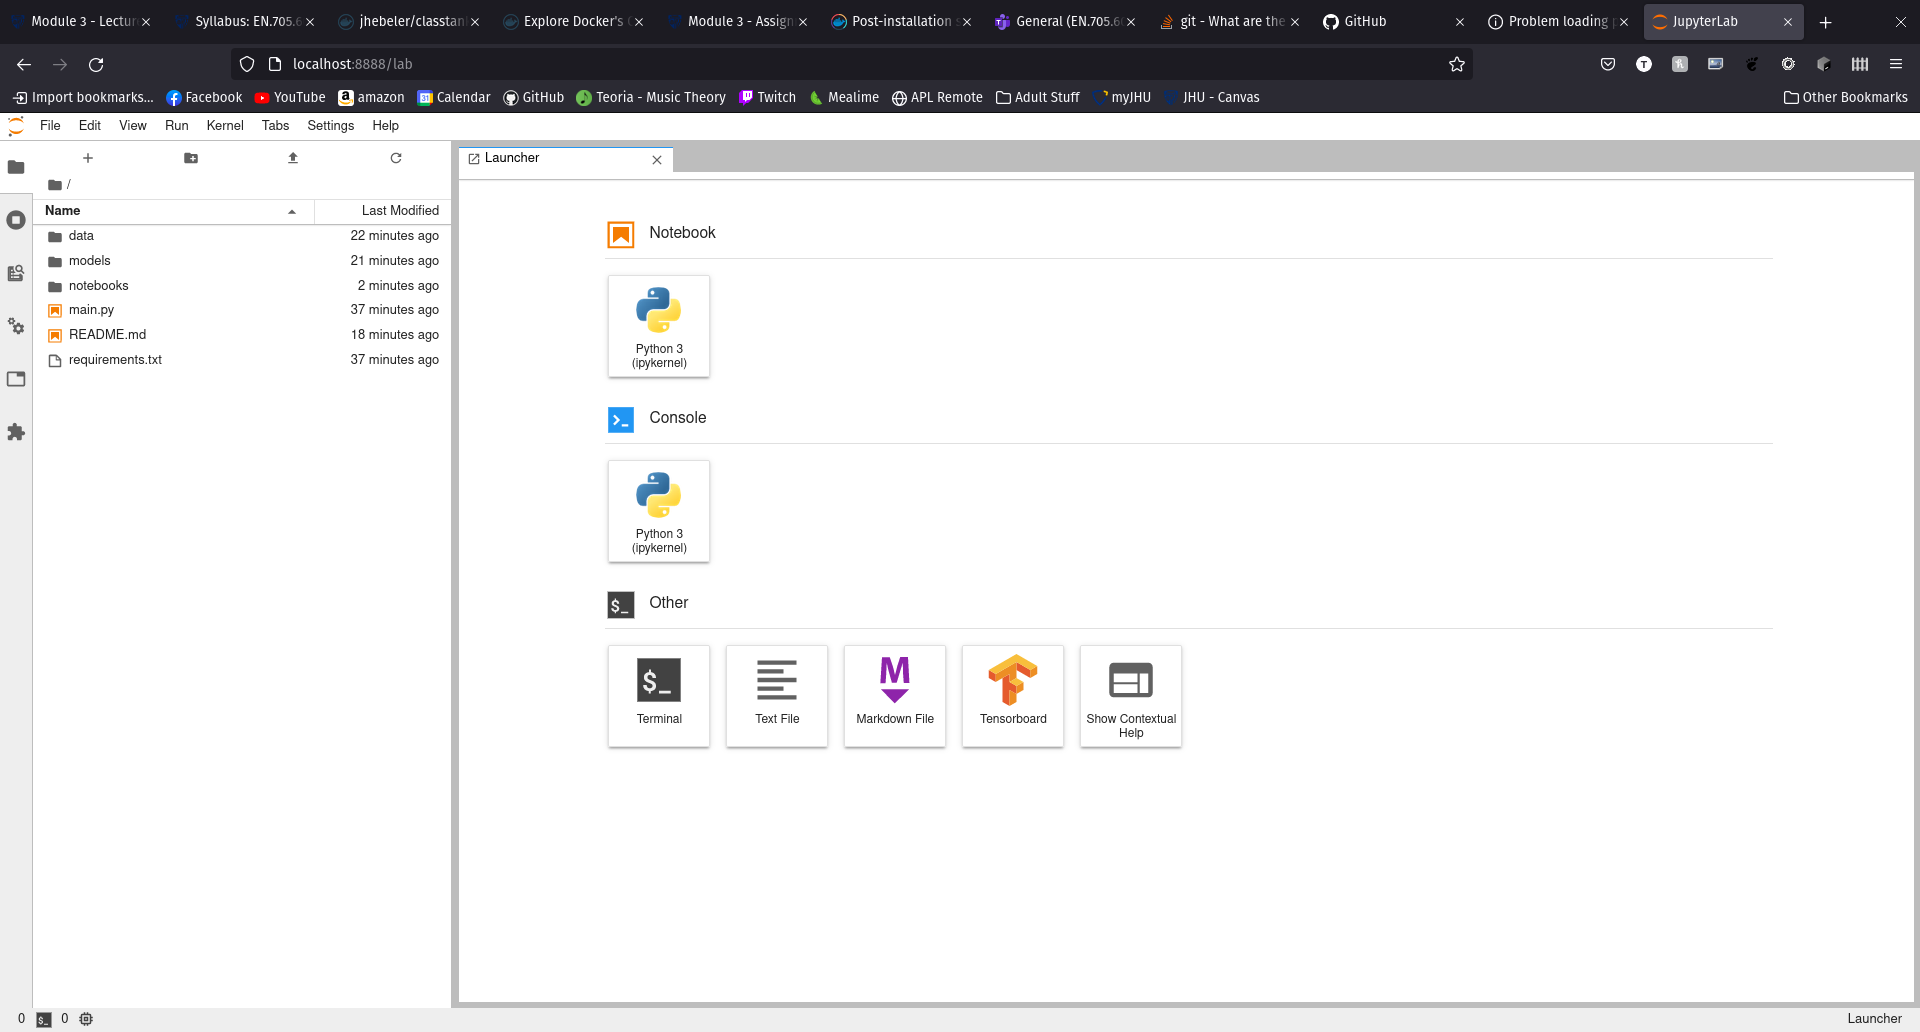 Module 3 - Lectur
Syllabus: EN.705.6
jhebeler/classtan
Explore Docker's
Module 3 - Assign
Post-installation s
General (EN.705.6
git - What are the
GitHub
Problem loading p
JupyterLab
localhost:8888/lab
Import bookmarks...
Facebook
YouTube
amazon
Calendar
GitHub
Teoria - Music Theory
Twitch
Mealime
APL Remote
Adult Stuff
myJHU
JHU - Canvas
Other Bookmarks
File
Edit
View
Run
Kernel
Tabs
Settings
Help
/
Name
Last Modified
data
22 minutes ago
models
21 minutes ago
notebooks
2 minutes ago
main.py
37 minutes ago
README.md
18 minutes ago
requirements.txt
37 minutes ago
Launcher
Notebook
Python 3
(ipykernel)
Console
Python 3
(ipykernel)
$_
Other
$_
Terminal
Text File
M
Markdown File
Tensorboard
Show Contextual
Help
0
$_
0
Launcher